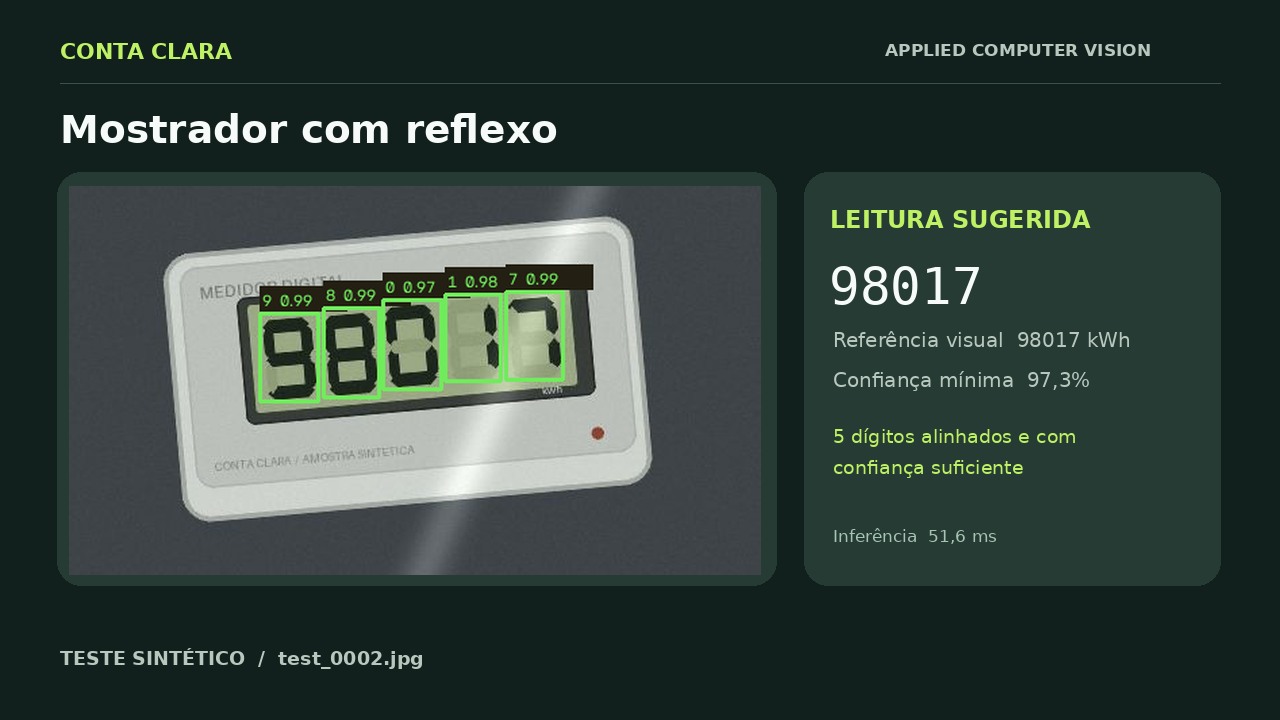 CONTA CLARA
APPLIED COMPUTER VISION
Mostrador com reflexo
MEDIDOR DIGITAL
9 0.99
8 0.99
0 0.97
1 0.98
7 0.99
98017
kWh
CONTA CLARA / AMOSTRA SINTETICA
LEITURA SUGERIDA
98017
Referência visual 98017 kWh
Confiança mínima 97,3%
5 dígitos alinhados e com
confiança suficiente
Inferência 51,6 ms
TESTE SINTÉTICO / test_0002.jpg